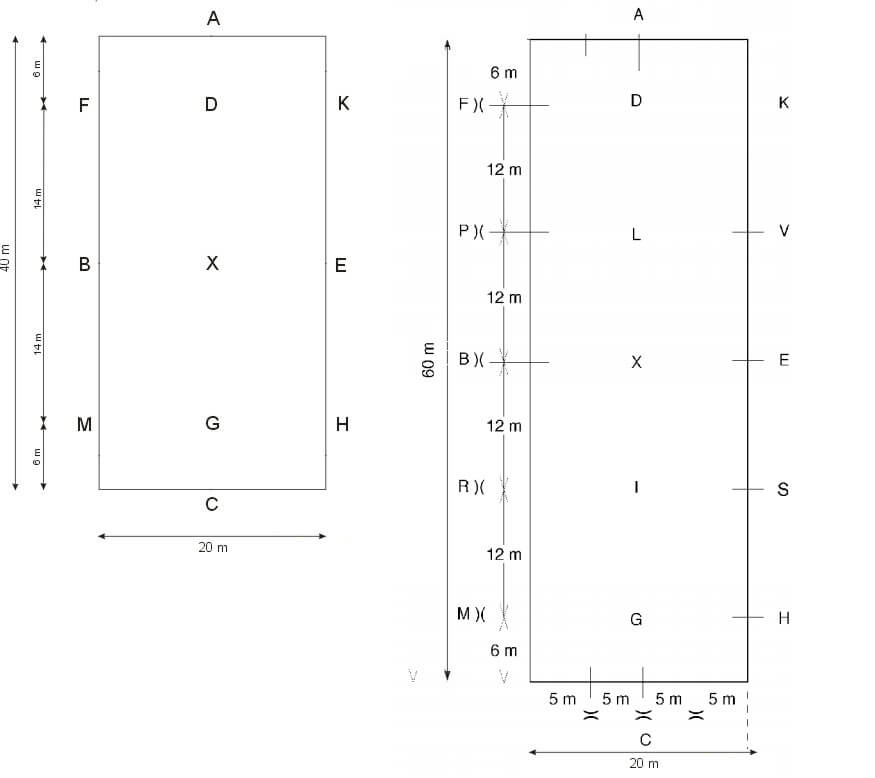 A
6 m
F D K
14 m
40 m
B X E
14 m
M G H
6 m
C
20 m
A
6 m
F )( D K
12 m
P )( L V
12 m
60 m
B )( X E
12 m
R )( I S
12 m
M )( G H
6 m
5 m 5 m 5 m 5 m
C
20 m